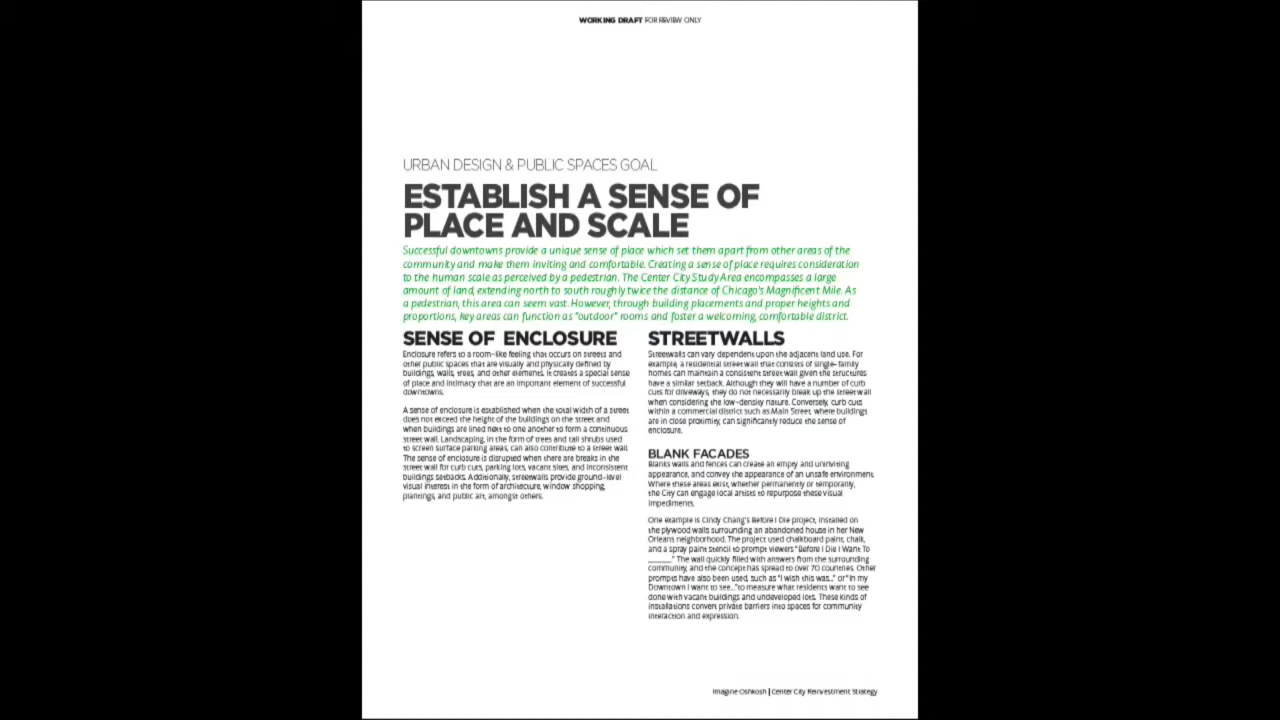 WORKING DRAFT FOR REVIEW ONLY
URBAN DESIGN & PUBLIC SPACES GOAL
ESTABLISH A SENSE OF
PLACE AND SCALE
Successful downtowns provide a unique sense of place which set them apart from other areas of the
community and make them inviting and comfortable. Creating a sense of place requires consideration
to the human scale as perceived by a pedestrian. The Center City Study Area encompasses a large
amount of land, extending north to south roughly twice the distance of Chicago's Magnificent Mile. As
a pedestrian, this area can seem vast. However, through building placements and proper heights and
proportions, key areas can function as "outdoor" rooms and foster a welcoming, comfortable district.
SENSE OF ENCLOSURE
Enclosure refers to a room-like feeling that occurs on streets and
other public spaces that are visually and physically defined by
buildings, walls, trees, and other elements. It creates a special sense
of place and intimacy that are an important element of successful
downtowns.
A sense of enclosure is established when the total width of a street
does not exceed the height of the buildings on the street and
when buildings are lined next to one another to form a continuous
street wall. Landscaping, in the form of trees and tall shrubs used
to screen surface parking areas, can also contribute to a street wall.
The sense of enclosure is disrupted when there are breaks in the
street wall for curb cuts, parking lots, vacant sites, and inconsistent
buildings setbacks. Additionally, streetwalls provide ground-level
visual interest in the form of architecture, window shopping,
plantings, and public art, amongst others.
STREETWALLS
Streetwalls can vary dependent upon the adjacent land use. For
example, a residential street wall that consists of single-family
homes can maintain a consistent street wall given the structures
have a similar setback. Although they will have a number of curb
cuts for driveways, they do not necessarily break up the street wall
when considering the low-density nature. Conversely, curb cuts
within a commercial district such as Main Street, where buildings
are in close proximity, can significantly reduce the sense of
enclosure.
BLANK FACADES
Blanks walls and fences can create an empty and uninviting
appearance, and convey the appearance of an unsafe environment.
Where these areas exist, whether permanently or temporarily,
the City can engage local artists to repurpose these visual
impediments.
One example is Cindy Chang's Before I Die project, installed on
the plywood walls surrounding an abandoned house in her New
Orleans neighborhood. The project used chalkboard paint, chalk,
and a spray paint stencil to prompt viewers "Before I Die I Want To
______." The wall quickly filled with answers from the surrounding
community, and the concept has spread to over 70 countries. Other
prompts have also been used, such as "I wish this was..." or "In my
Downtown I want to see..."to measure what residents want to see
done with vacant buildings and undeveloped lots. These kinds of
installations convert private barriers into spaces for community
interaction and expression.
Imagine Oshkosh | Center City Reinvestment Strategy